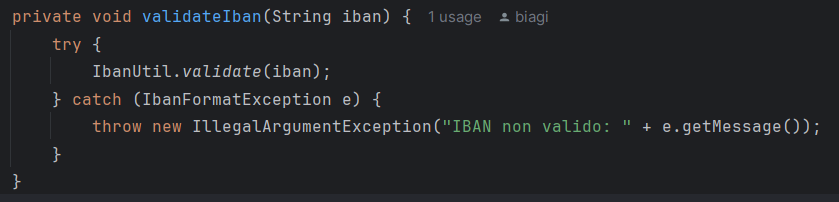 private void validateIban(String iban) { 1 usage biagi
try {
IbanUtil.validate(iban);
} catch (IbanFormatException e) {
throw new IllegalArgumentException("IBAN non valido: " + e.getMessage());
}
}